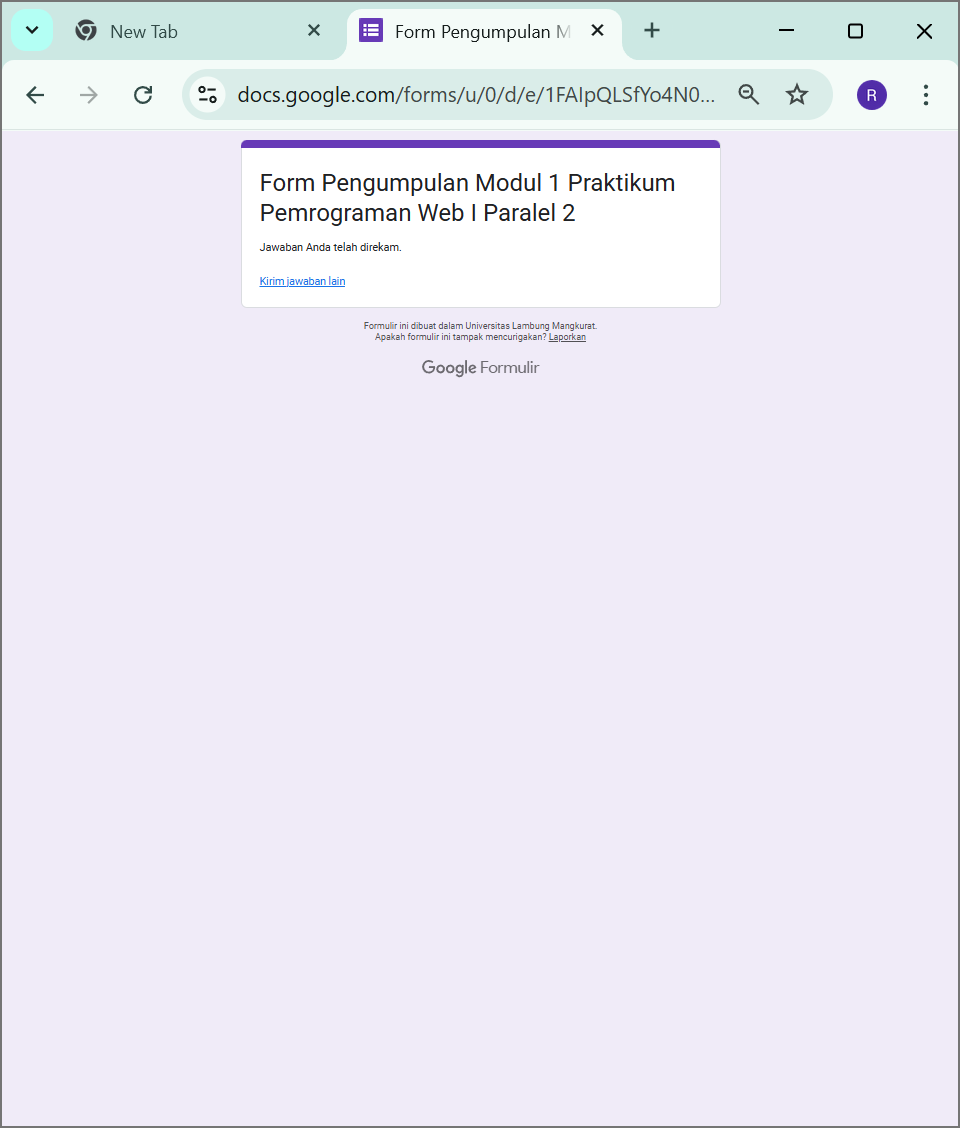 New Tab
Form Pengumpulan M
docs.google.com/forms/u/0/d/e/1FAIpQLSfYo4N0...
R
Form Pengumpulan Modul 1 Praktikum
Pemrograman Web I Paralel 2
Jawaban Anda telah direkam.
Kirim jawaban lain
Formulir ini dibuat dalam Universitas Lambung Mangkurat.
Apakah formulir ini tampak mencurigakan? Laporkan
Google Formulir